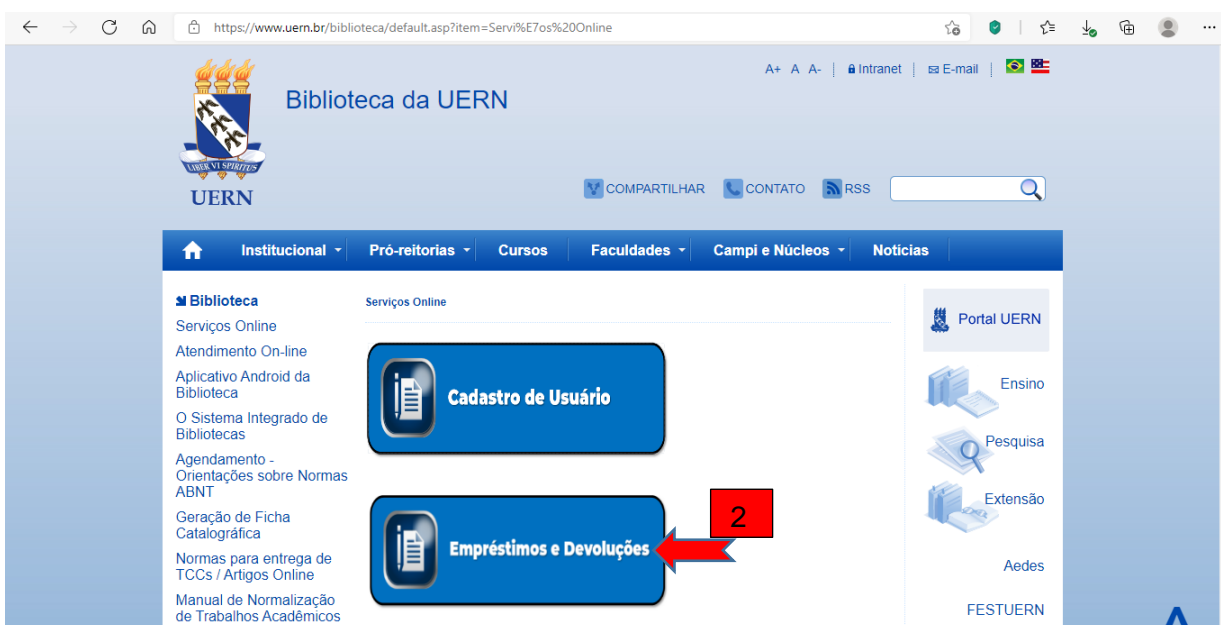 https://www.uern.br/biblioteca/default.asp?item=Servi%E7os%20Online
A+ A A- | Intranet | E-mail |
Biblioteca da UERN
LIBER VI SPIRITUS
UERN
COMPARTILHAR CONTATO RSS
Institucional Pró-reitorias Cursos Faculdades Campi e Núcleos Notícias
Biblioteca
Serviços Online
Atendimento On-line
Aplicativo Android da
Biblioteca
O Sistema Integrado de
Bibliotecas
Agendamento -
Orientações sobre Normas
ABNT
Geração de Ficha
Catalográfica
Normas para entrega de
TCCs / Artigos Online
Manual de Normalização
de Trabalhos Acadêmicos
Serviços Online
Cadastro de Usuário
Empréstimos e Devoluções
2
Portal UERN
Ensino
Pesquisa
Extensão
Aedes
FESTUERN